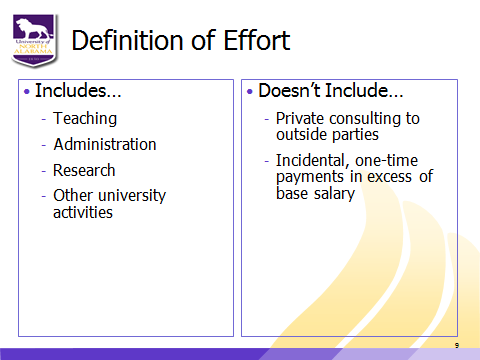 University of
NORTH
ALABAMA
Definition of Effort
• Includes…
- Teaching
- Administration
- Research
- Other university
activities
• Doesn’t Include…
- Private consulting to
outside parties
- Incidental, one-time
payments in excess of
base salary
9